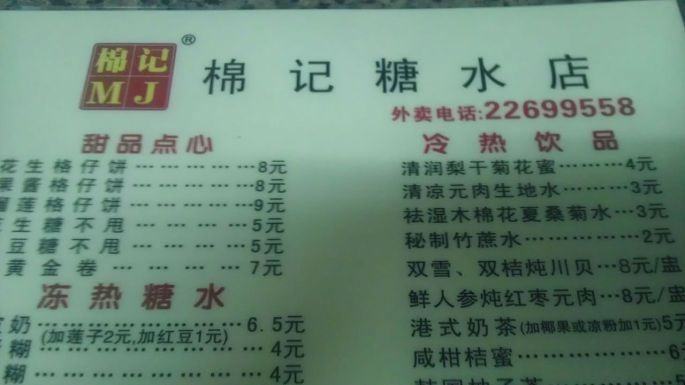 棉记 MJ ®
棉记糖水店
外卖电话:22699558
甜品点心
花生格仔饼………………8元
果酱格仔饼………………8元
榴莲格仔饼………………9元
生糖不甩………………5元
豆糖不甩………………5元
黄金卷………………7元
冻热糖水
奶………………6.5元
(加莲子2元,加红豆1元)
糊………………4元
糊………………4元
冷热饮品
清润梨干菊花蜜………4元
清凉元肉生地水………3元
祛湿木棉花夏桑菊水…3元
秘制竹蔗水……………2元
双雪、双桔炖川贝…8元/盅
鲜人参炖红枣元肉…8元/盅
港式奶茶(加椰果或凉粉加1元)5元
咸柑桔蜜……………6